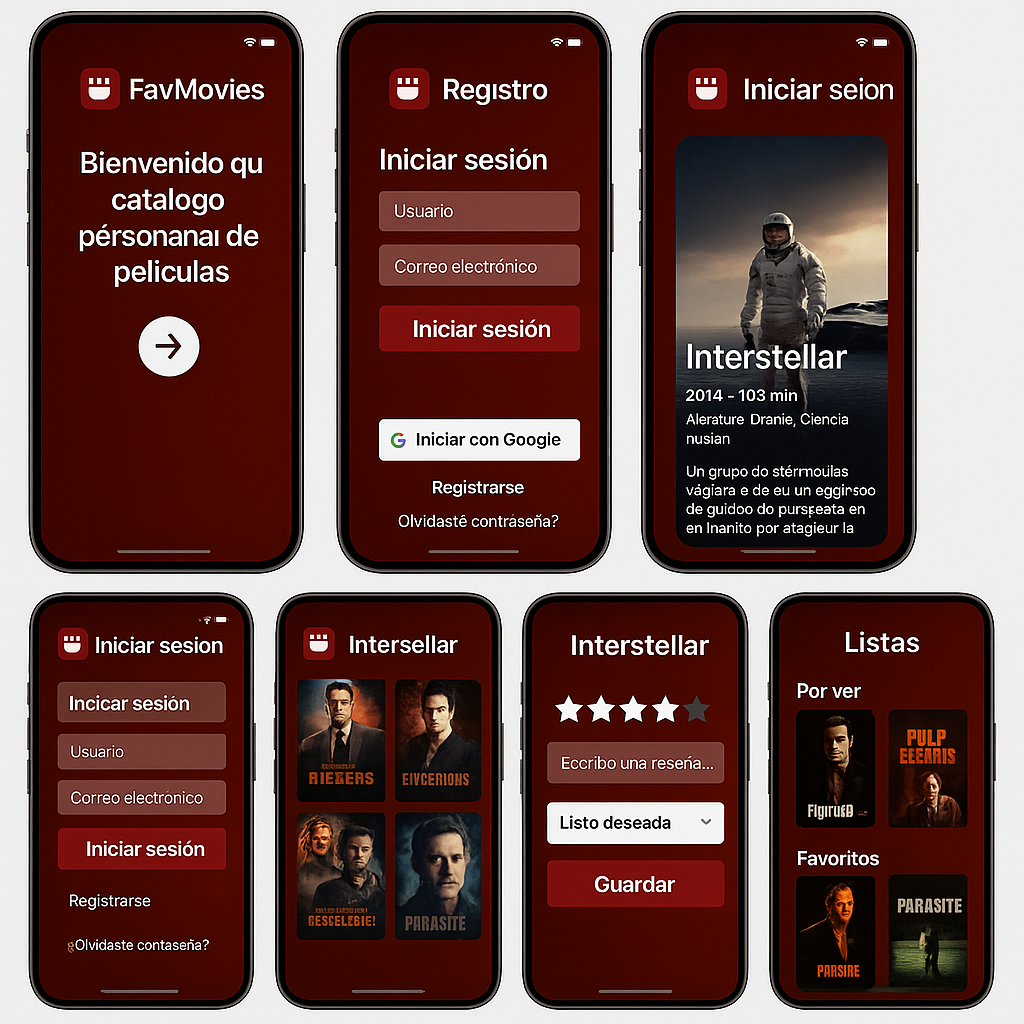 FavMovies
Bienvenido qu
catalogo
pérsonanaı de
peliculas
Regıstro
Iniciar sesión
Usuario
Correo electrónico
Iniciar sesión
Iniciar con Google
Registrarse
Olvidasté contraseña?
Iniciar seion
Interstellar
2014 - 103 min
Alerature Dranie, Ciencia
nusian
Un grupo do stérmoulas
vágiara e de eu un eggirsoo
de guidoo do purspeata en
en Inanito por atagieur la
Iniciar sesion
Incicar sesión
Usuario
Correo electrónico
Iniciar sesión
Registrarse
Olvidaste contaseña?
Intersellar
RIEBERS
EIVCERIONS
BESCELEBIE!
PARASITE
Interstellar
Eccribo una reseña...
Listo deseada
Guardar
Listas
Por ver
FlgirufB
PULP
EEEARIS
Favoritos
PARSIRE
PARASITE